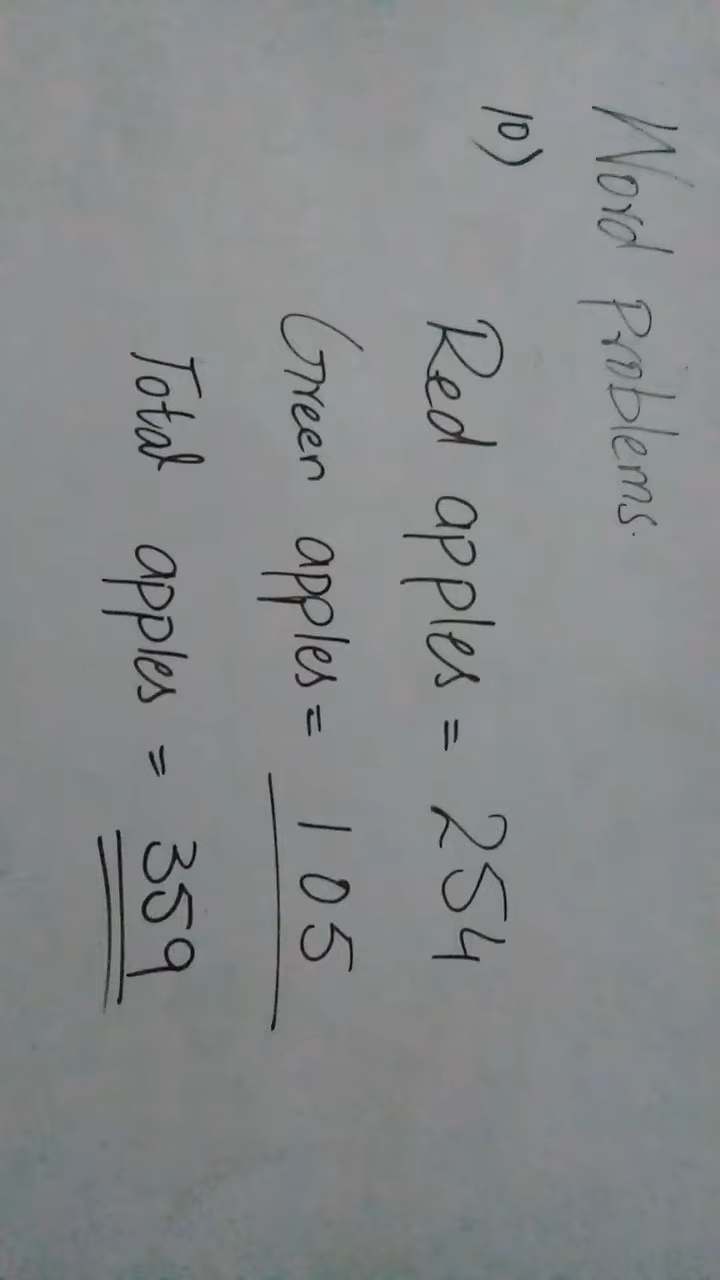 Word Problems.
10)
Red apples = 254
Green apples = 105
Total apples = 359